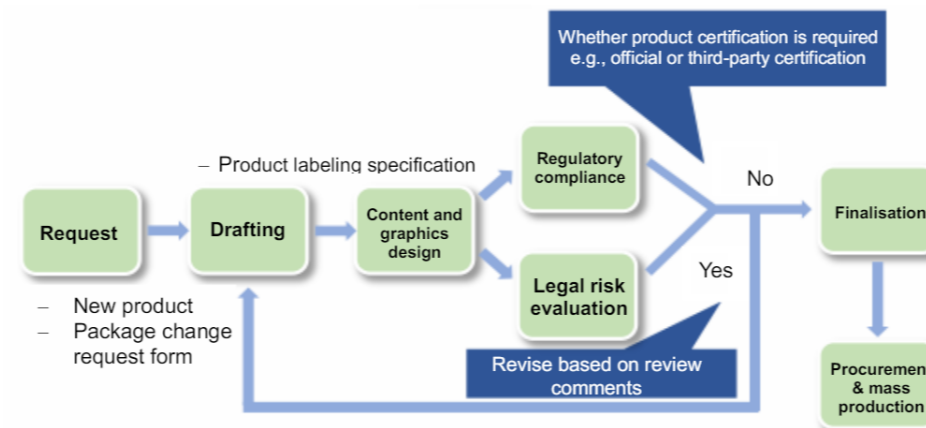 Whether product certification is required
e.g., official or third-party certification
– Product labeling specification
Regulatory
compliance
No
Request
Drafting
Content and
graphics
design
Finalisation
Legal risk
evaluation
Yes
– New product
– Package change
request form
Revise based on review
comments
Procuremen
& mass
production